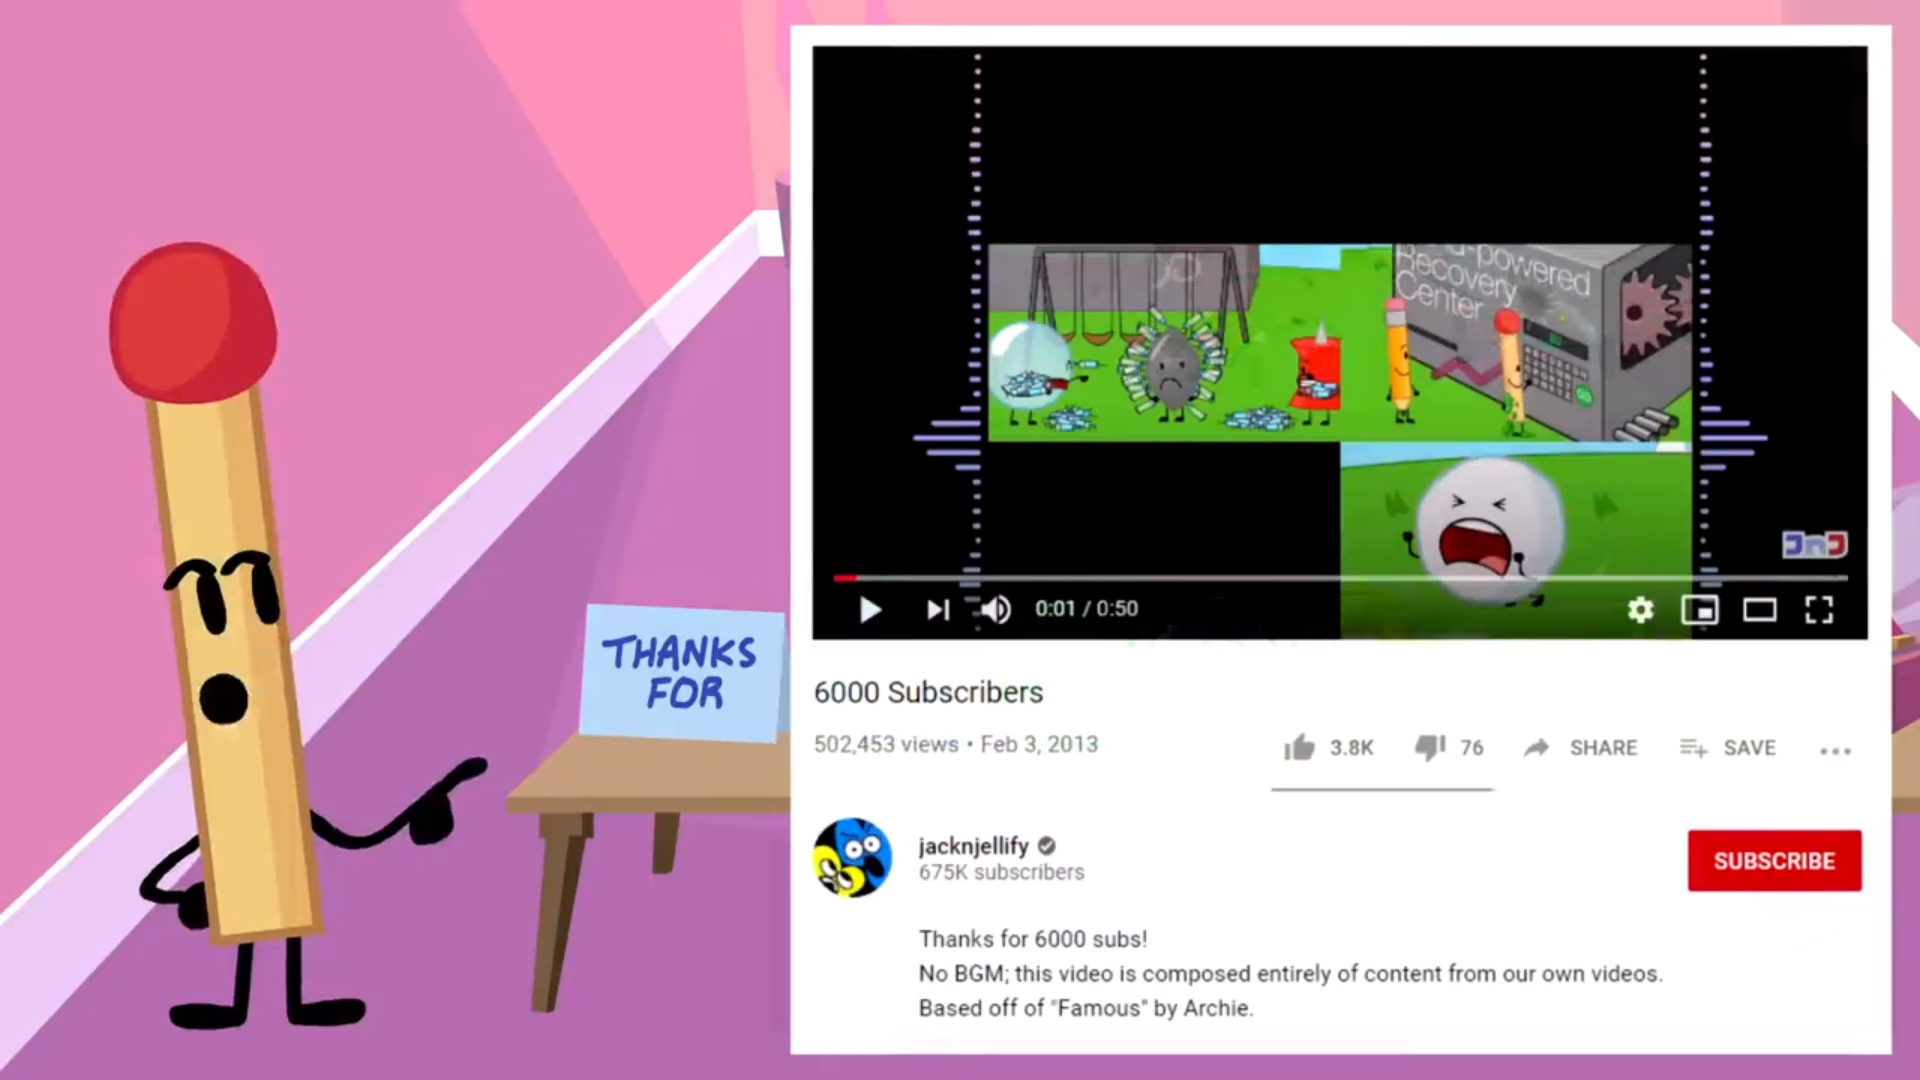 THANKS
FOR
-powered
Recovery
Center
JnJ
0:01 / 0:50
6000 Subscribers
502,453 views • Feb 3, 2013
3.8K
76
SHARE
SAVE
SUBSCRIBE
jacknjellify
675K subscribers
Thanks for 6000 subs!
No BGM; this video is composed entirely of content from our own videos.
Based off of "Famous" by Archie.